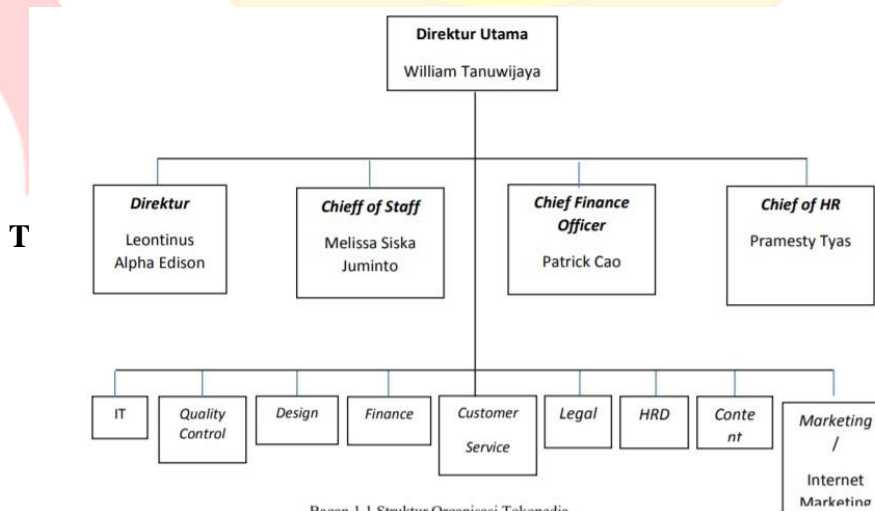 Direktur Utama
William Tanuwijaya
T
Direktur
Leontinus
Alpha Edison
Chieff of Staff
Melissa Siska
Juminto
Chief Finance
Officer
Patrick Cao
Chief of HR
Pramesty Tyas
IT
Quality
Control
Design
Finance
Customer
Service
Legal
HRD
Conte
nt
Marketing
/
Internet
Marketing
Bagan 1.1 Struktur Organisasi Tokopedia